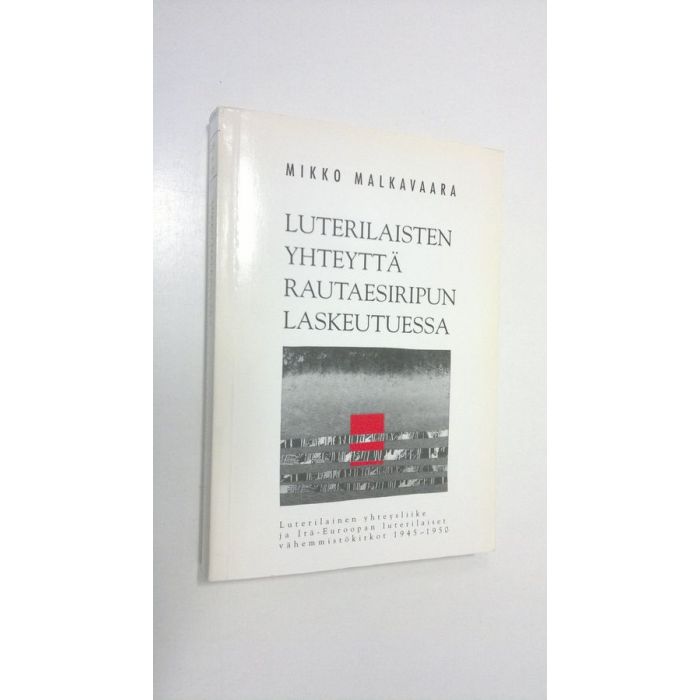 MIKKO MALKAVAARA
LUTERILAISTEN
YHTEYTTÄ
RAUTAESIRIPUN
LASKEUTUESSA
Luterilainen yhteysliike
ja Itä-Euroopan luterilaiset
vähemmistökirkot 1945–1950